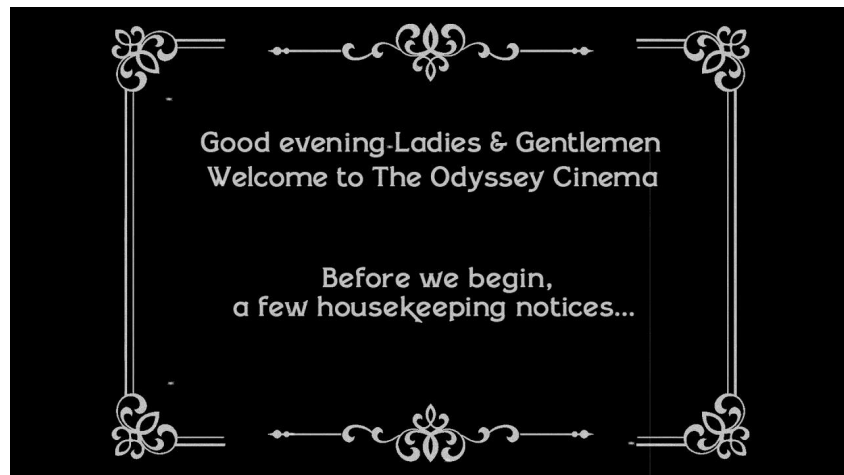 Good evening Ladies & Gentlemen
Welcome to The Odyssey Cinema
Before we begin,
a few housekeeping notices...